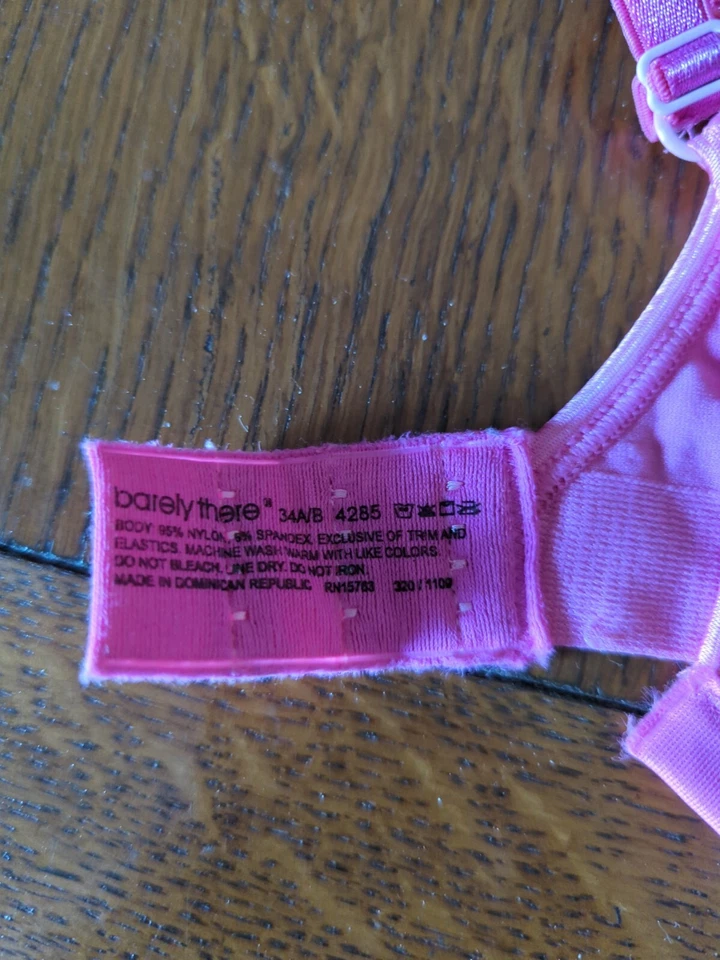 barely there® 34A/B 4285
BODY 95% NYLON, 5% SPANDEX. EXCLUSIVE OF TRIM AND
ELASTICS. MACHINE WASH WARM WITH LIKE COLORS.
DO NOT BLEACH. LINE DRY. DO NOT IRON.
MADE IN DOMINICAN REPUBLIC RN15763 320 / 1109